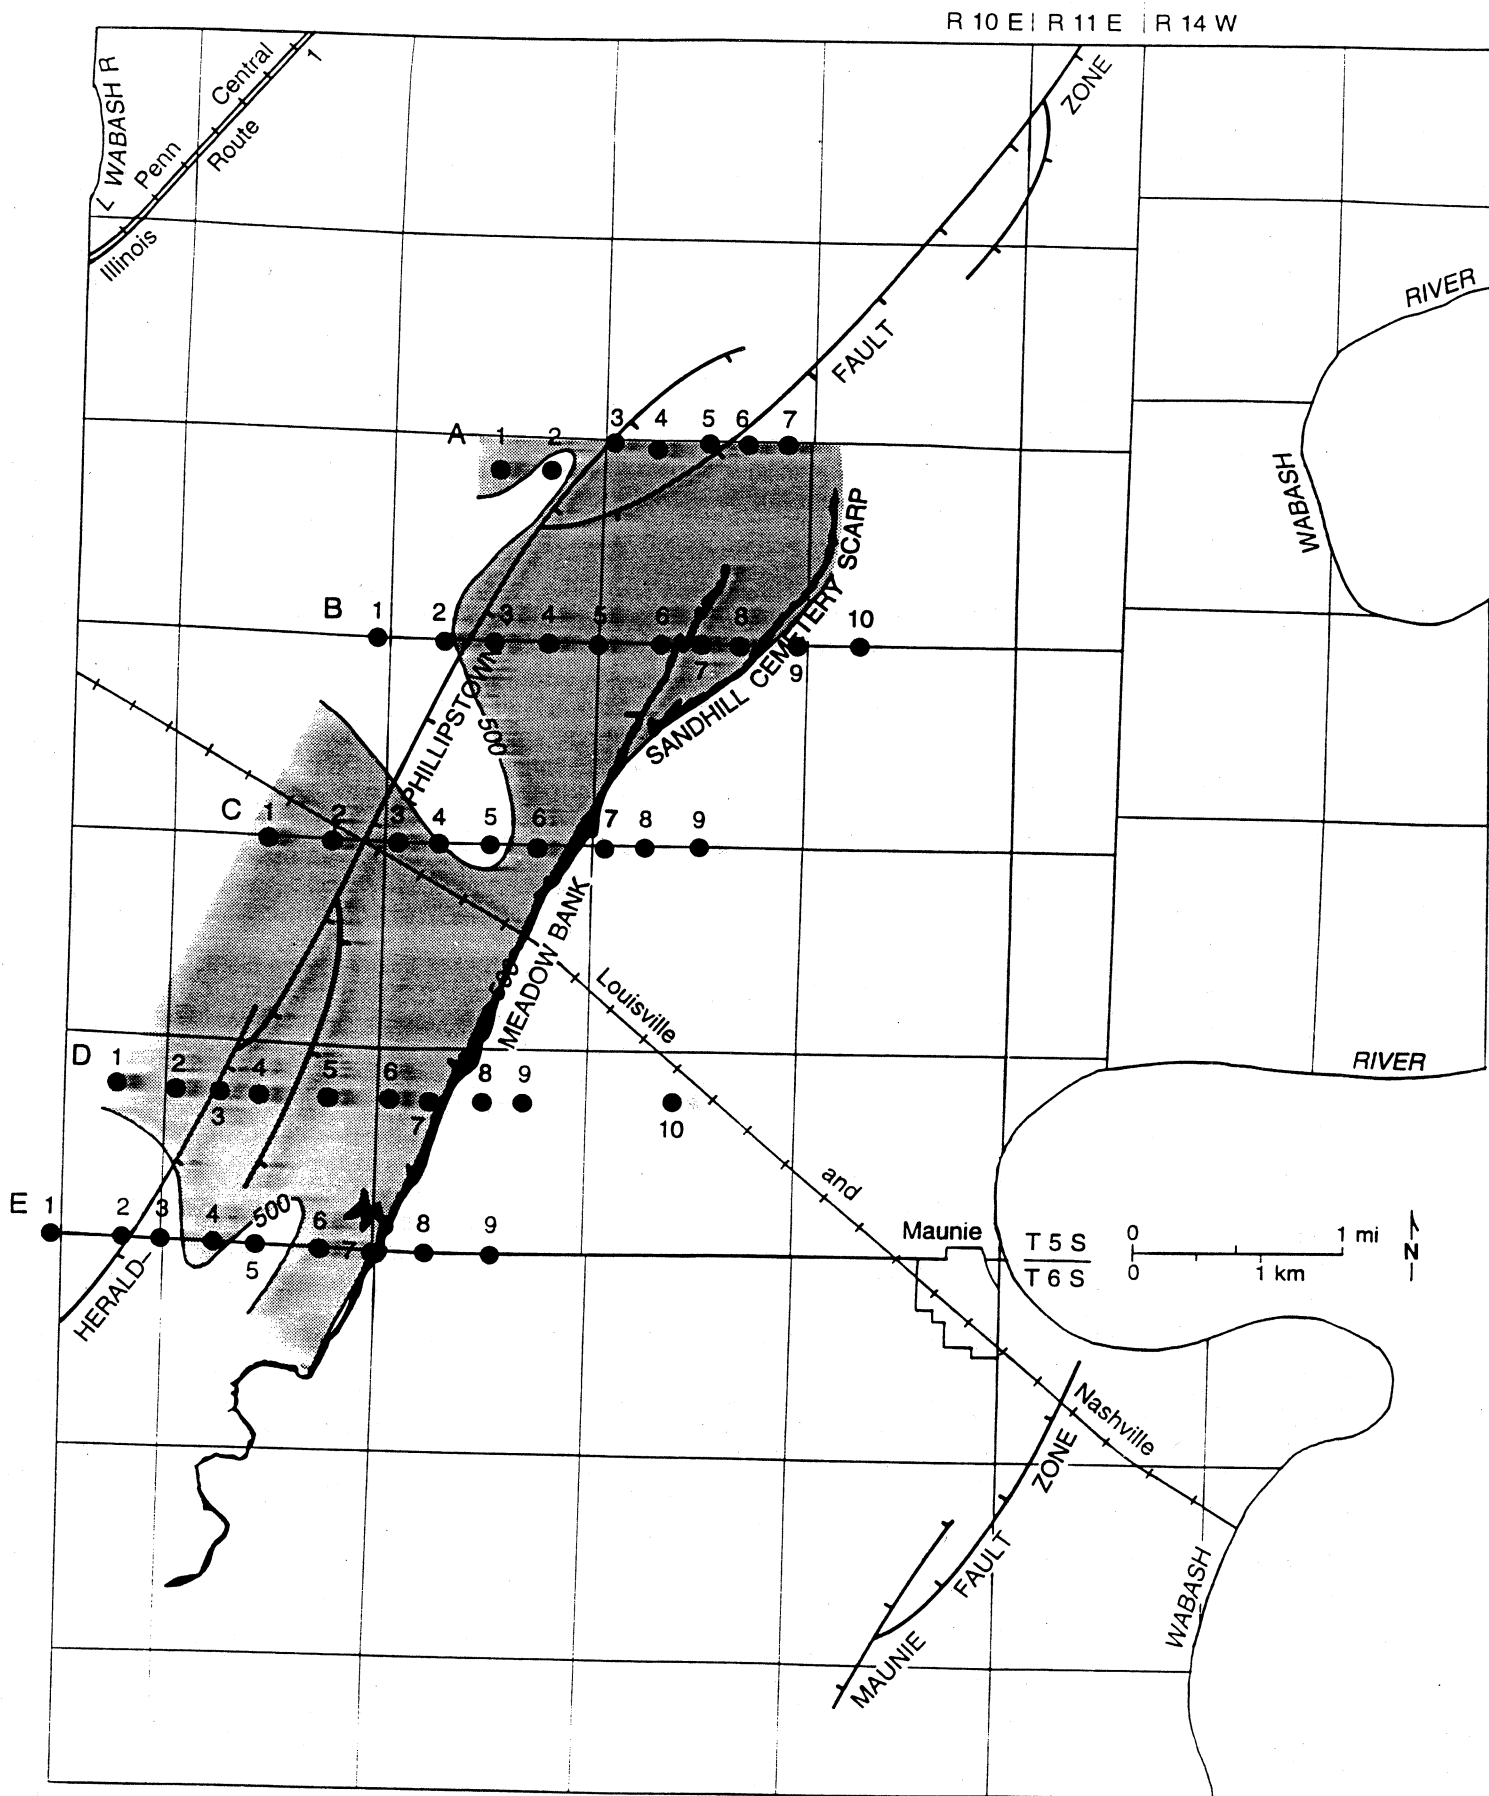 R 10 E R 11 E R 14 W
L WABASH R
Penn Central
Illinois Route 1
ZONE
RIVER
FAULT
WABASH
A 1 2 3 4 5 6 7
SANDHILL CEMETERY SCARP
B 1 2 3 4 5 6 7 8 9 10
PHILLIPSTOWN
500
C 1 2 3 4 5 6 7 8 9
MEADOW BANK
500
Louisville
RIVER
D 1 2 3 4 5 6 7 8 9 10
and
E 1 2 3 4 5 6 7 8 9
500
HERALD-
Maunie
T 5 S
T 6 S
0 1 mi
0 1 km
N
Nashville
ZONE
FAULT
MAUNIE
WABASH